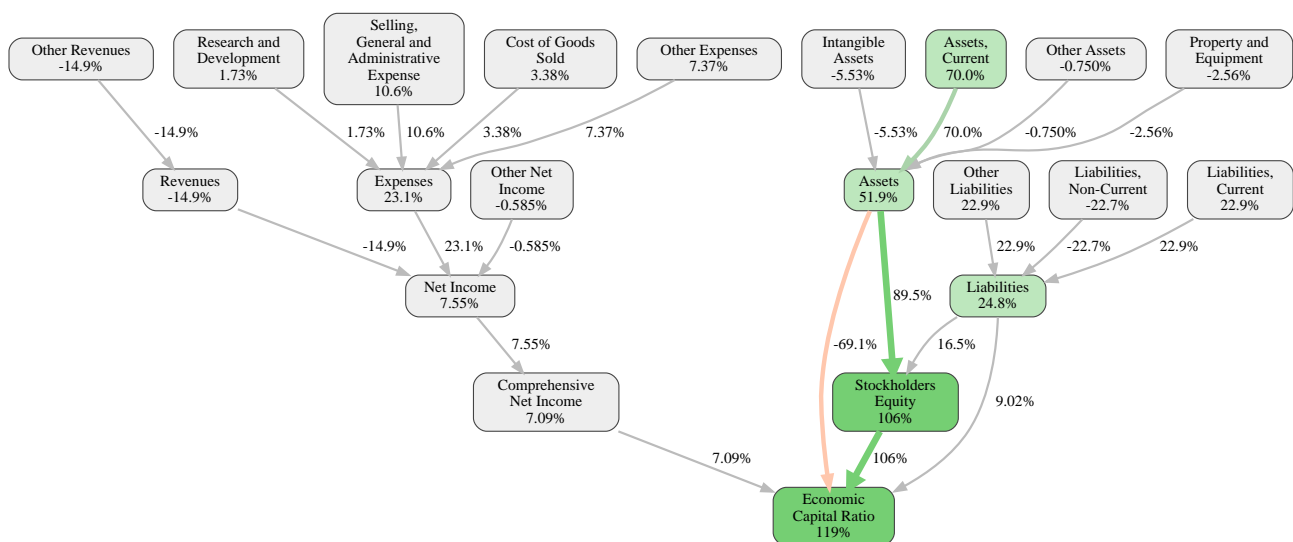 Other Revenues
-14.9%
Research and
Development
1.73%
Selling,
General and
Administrative
Expense
10.6%
Cost of Goods
Sold
3.38%
Other Expenses
7.37%
Intangible
Assets
-5.53%
Assets,
Current
70.0%
Other Assets
-0.750%
Property and
Equipment
-2.56%
-14.9%
1.73%
10.6%
3.38%
7.37%
-5.53%
70.0%
-0.750%
-2.56%
Revenues
-14.9%
Expenses
23.1%
Other Net
Income
-0.585%
Assets
51.9%
Other
Liabilities
22.9%
Liabilities,
Non-Current
-22.7%
Liabilities,
Current
22.9%
-14.9%
23.1%
-0.585%
22.9%
-22.7%
22.9%
Net Income
7.55%
89.5%
Liabilities
24.8%
7.55%
-69.1%
16.5%
Comprehensive
Net Income
7.09%
Stockholders
Equity
106%
9.02%
7.09%
106%
Economic
Capital Ratio
119%